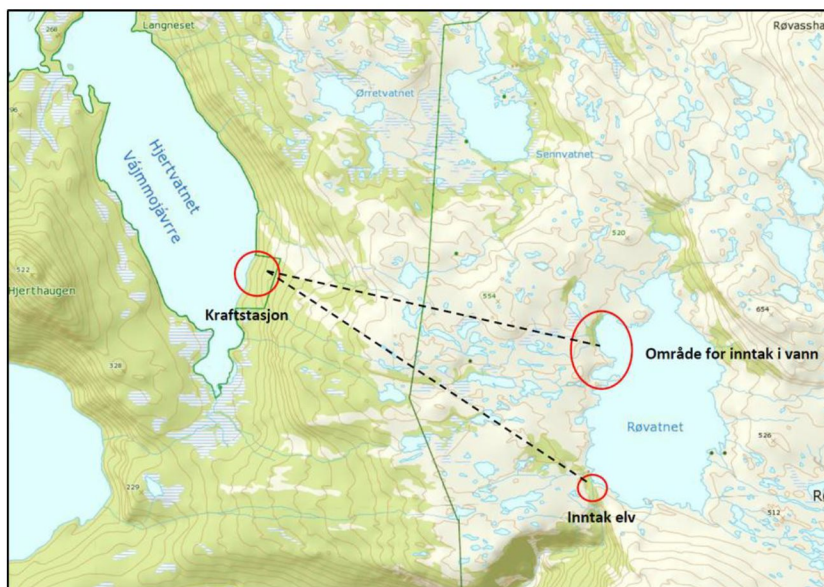 266
Langneset
Røvassha
Ørretvatnet
Hjertvatnet
Vájmmojávrre
Sennvatnet
520
522
Hjerthaugen
554
654
Kraftstasjon
Område for inntak i vann
328
Røvatnet
526
229
Inntak elv
512